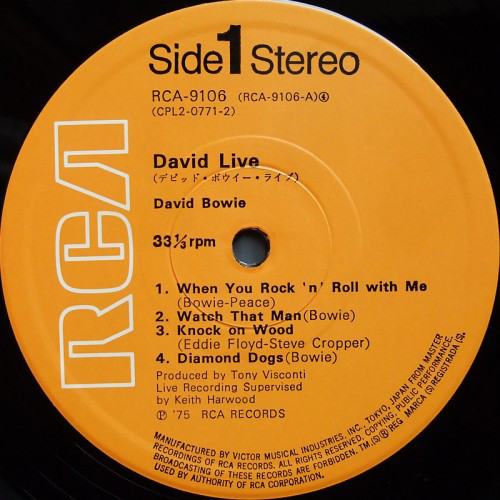 Side 1 Stereo
RCA-9106 (RCA-9106-A)④
(CPL2-0771-2)
RCA
David Live
(デビッド・ボウイー・ライブ)
David Bowie
33⅓rpm
1. When You Rock 'n' Roll with Me
(Bowie-Peace)
2. Watch That Man(Bowie)
3. Knock on Wood
(Eddie Floyd-Steve Cropper)
4. Diamond Dogs(Bowie)
Produced by Tony Visconti
Live Recording Supervised
by Keith Harwood
Ⓟ '75 RCA RECORDS
MANUFACTURED BY VICTOR MUSICAL INDUSTRIES, INC. TOKYO, JAPAN FROM MASTER
RECORDINGS OF RCA RECORDS. ALL RIGHTS RESERVED, COPYING, PUBLIC PERFORMANCE,
BROADCASTING OF THESE RECORDS ARE FORBIDDEN. TM.(S)Ⓡ REG MARCA (S) REGISTRADA (S).
USED BY AUTHORITY OF RCA CORPORATION.